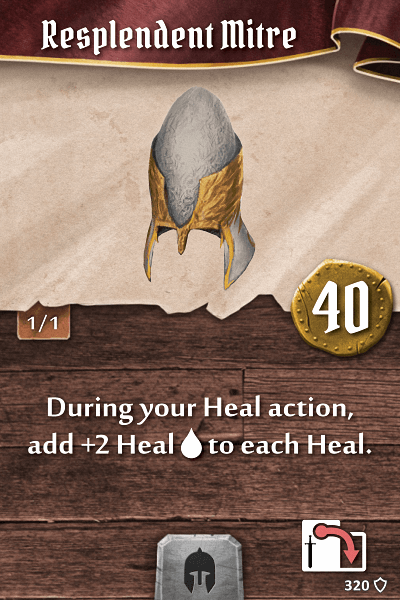 Resplendent Mitre
1/1
40
During your Heal action,
add +2 Heal to each Heal.
320